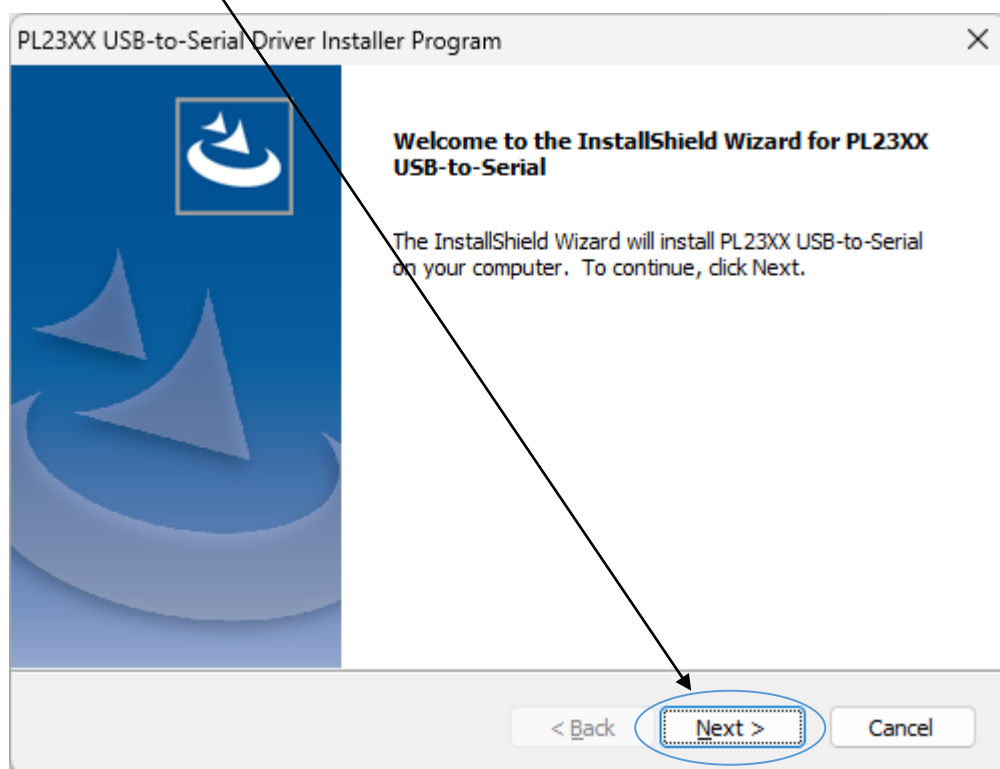 PL23XX USB-to-Serial Driver Installer Program
Welcome to the InstallShield Wizard for PL23XX
USB-to-Serial
The InstallShield Wizard will install PL23XX USB-to-Serial
on your computer.  To continue, click Next.
< Back
Next >
Cancel